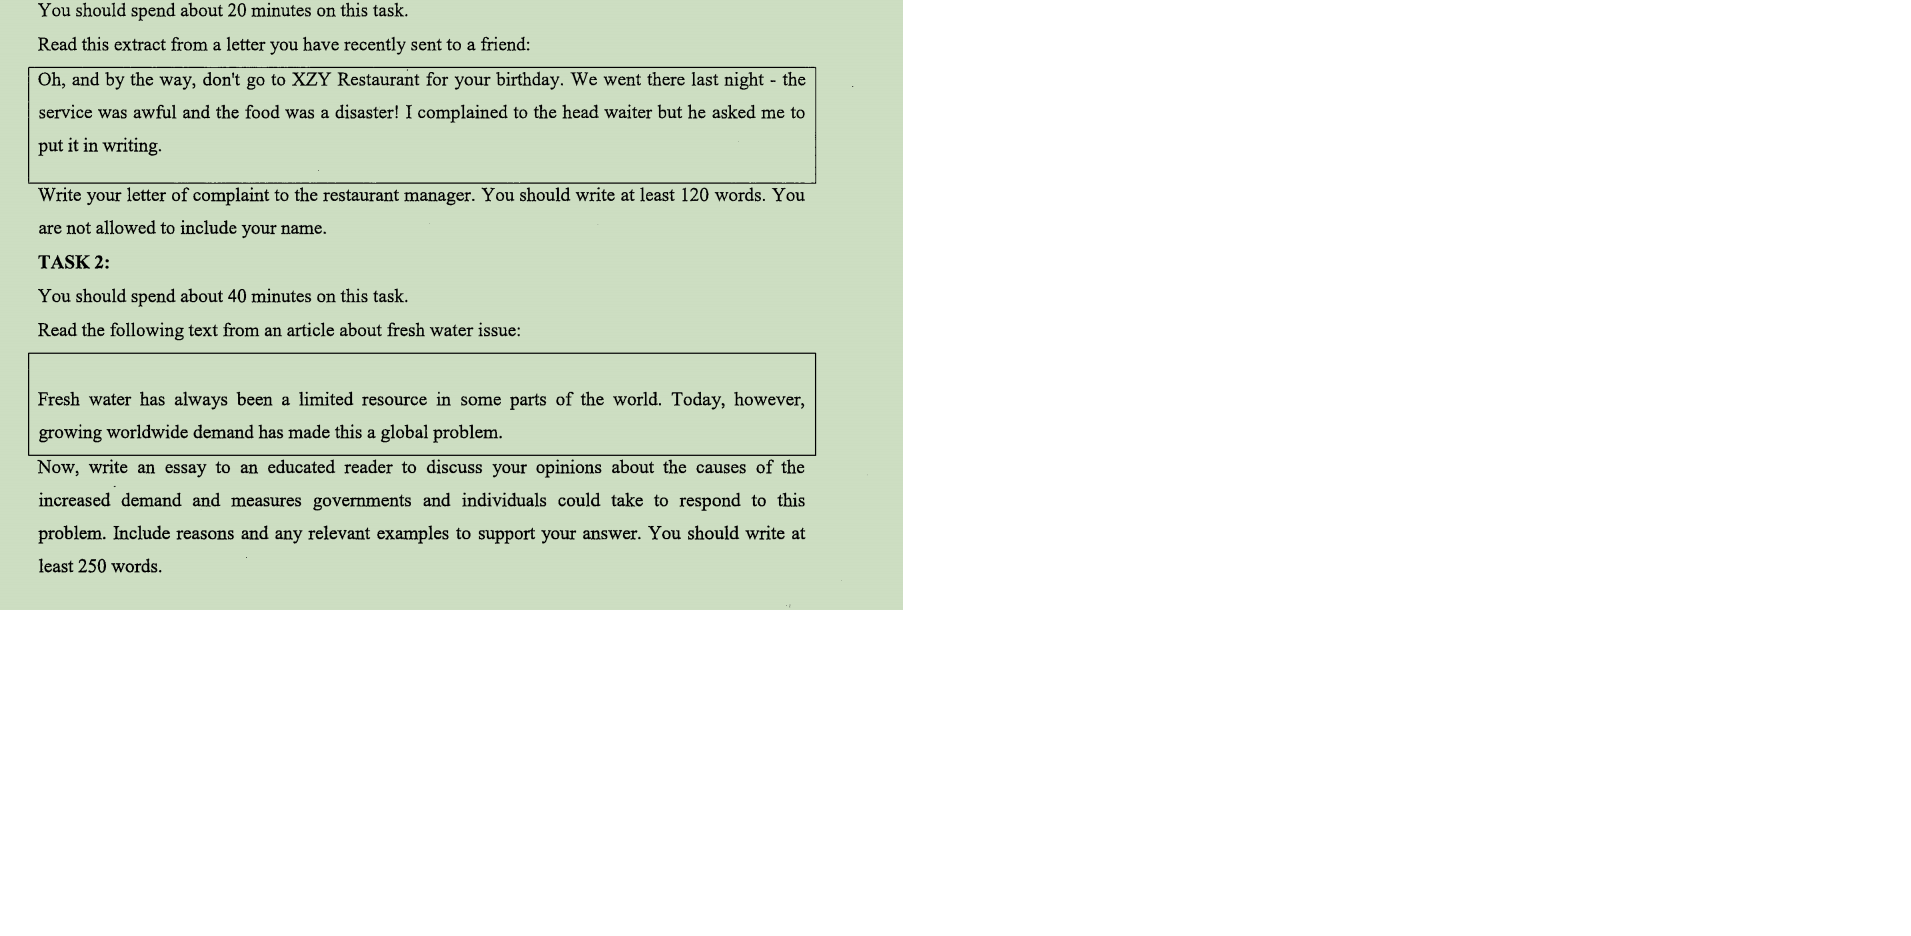 You should spend about 20 minutes on this task.
Read this extract from a letter you have recently sent to a friend:
Oh, and by the way, don't go to XZY Restaurant for your birthday. We went there last night - the
service was awful and the food was a disaster! I complained to the head waiter but he asked me to
put it in writing.
Write your letter of complaint to the restaurant manager. You should write at least 120 words. You
are not allowed to include your name.
TASK 2:
You should spend about 40 minutes on this task.
Read the following text from an article about fresh water issue:
Fresh water has always been a limited resource in some parts of the world. Today, however,
growing worldwide demand has made this a global problem.
Now, write an essay to an educated reader to discuss your opinions about the causes of the
increased demand and measures governments and individuals could take to respond to this
problem. Include reasons and any relevant examples to support your answer. You should write at
least 250 words.